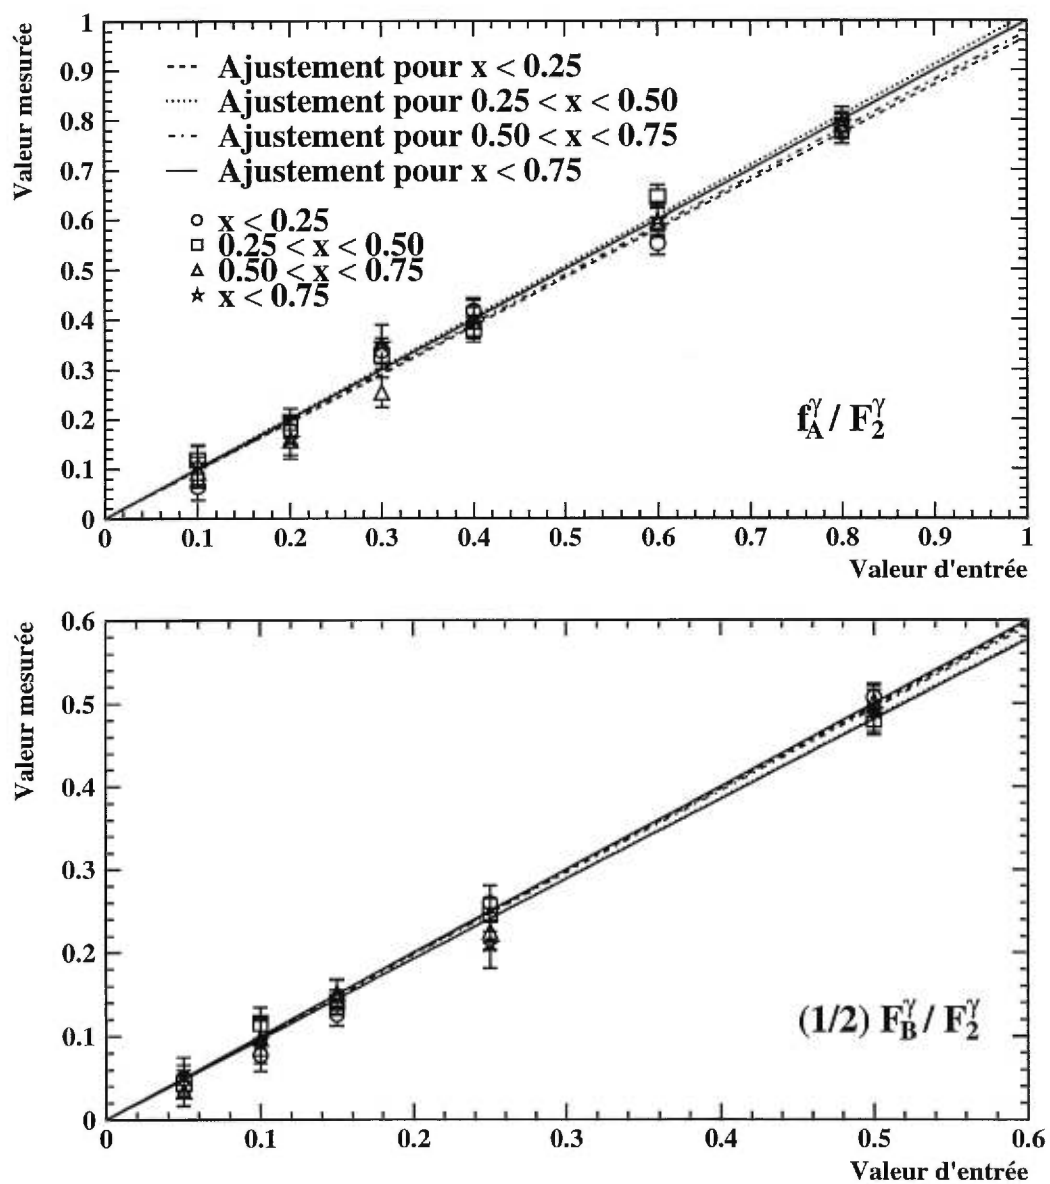 Valeur mesurée
1
0.9
0.8
0.7
0.6
0.5
0.4
0.3
0.2
0.1
0
Ajustement pour x < 0.25
Ajustement pour 0.25 < x < 0.50
Ajustement pour 0.50 < x < 0.75
Ajustement pour x < 0.75
x < 0.25
0.25 < x < 0.50
0.50 < x < 0.75
x < 0.75
f_A^γ / F_2^γ
0 0.1 0.2 0.3 0.4 0.5 0.6 0.7 0.8 0.9 1
Valeur d'entrée
Valeur mesurée
0.6
0.5
0.4
0.3
0.2
0.1
0
(1/2) F_B^γ / F_2^γ
0 0.1 0.2 0.3 0.4 0.5 0.6
Valeur d'entrée